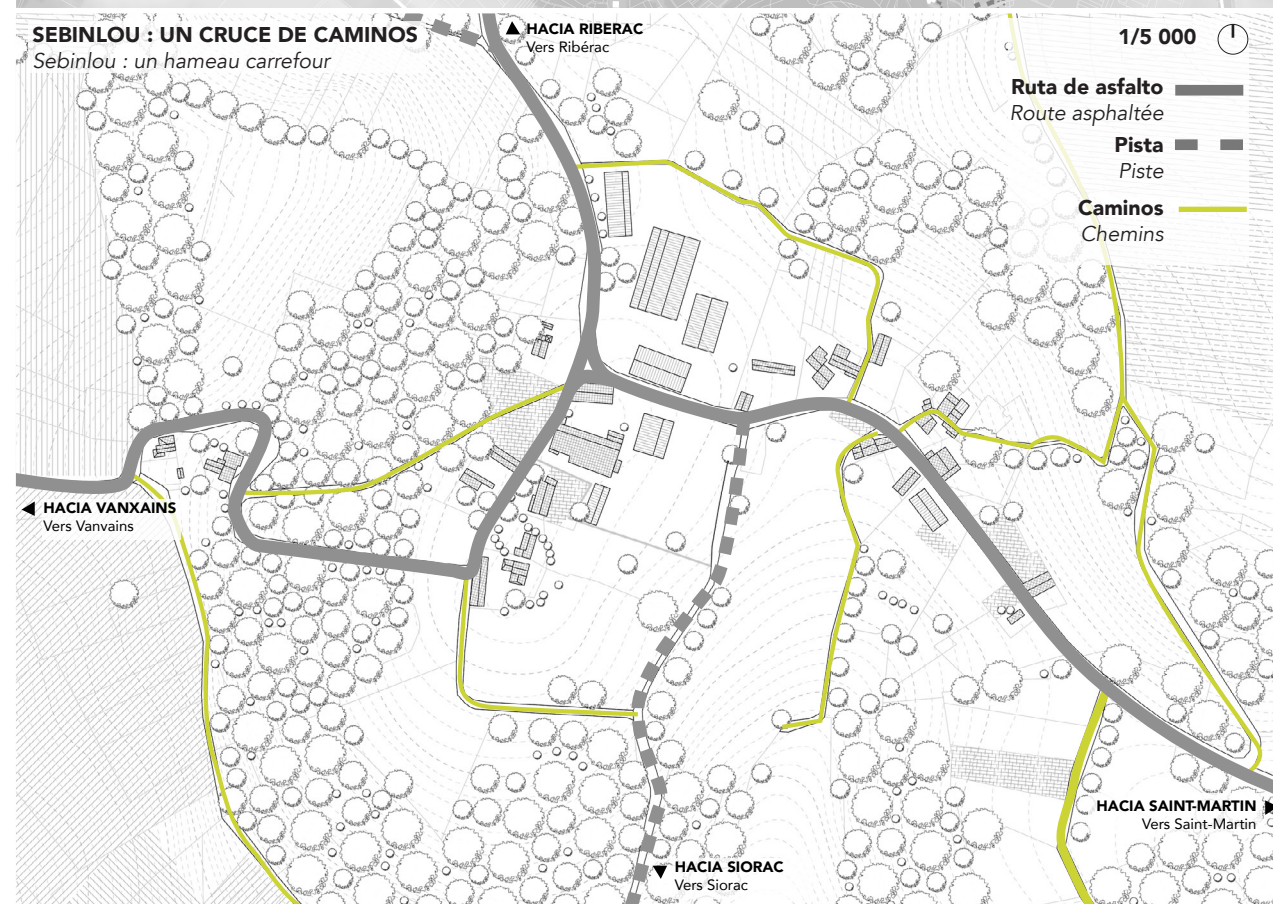 SEBINLOU : UN CRUCE DE CAMINOS
Sebinlou : un hameau carrefour
▲ HACIA RIBERAC
Vers Ribérac
1/5 000
Ruta de asfalto
Route asphaltée
Pista
Piste
Caminos
Chemins
◀ HACIA VANXAINS
Vers Vanvains
HACIA SAINT-MARTIN ▶
Vers Saint-Martin
▼ HACIA SIORAC
Vers Siorac